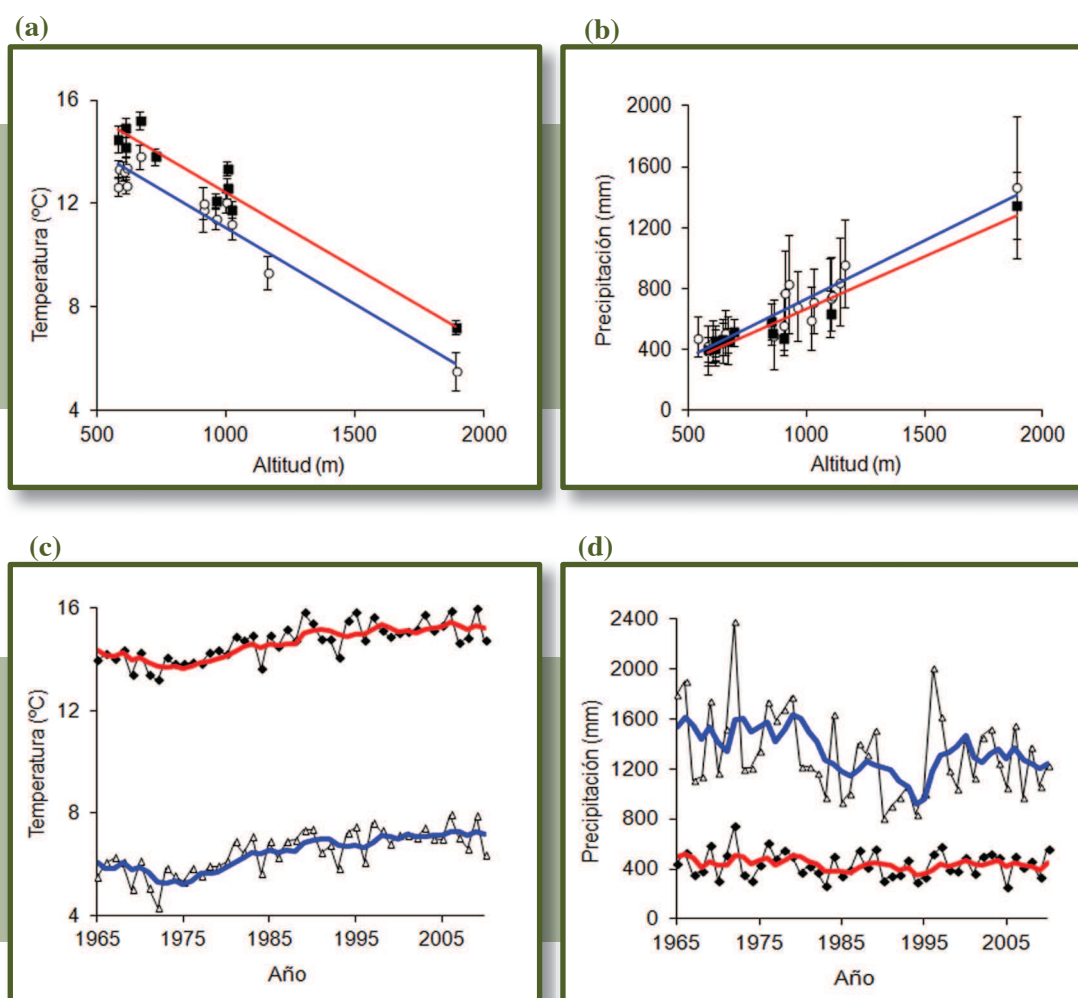 (a)
16
12
8
4
Temperatura (ºC)
500 1000 1500 2000
Altitud (m)
(b)
2000
1600
1200
800
400
0
Precipitación (mm)
500 1000 1500 2000
Altitud (m)
(c)
16
12
8
4
Temperatura (ºC)
1965 1975 1985 1995 2005
Año
(d)
2400
2000
1600
1200
800
400
0
Precipitación (mm)
1965 1975 1985 1995 2005
Año